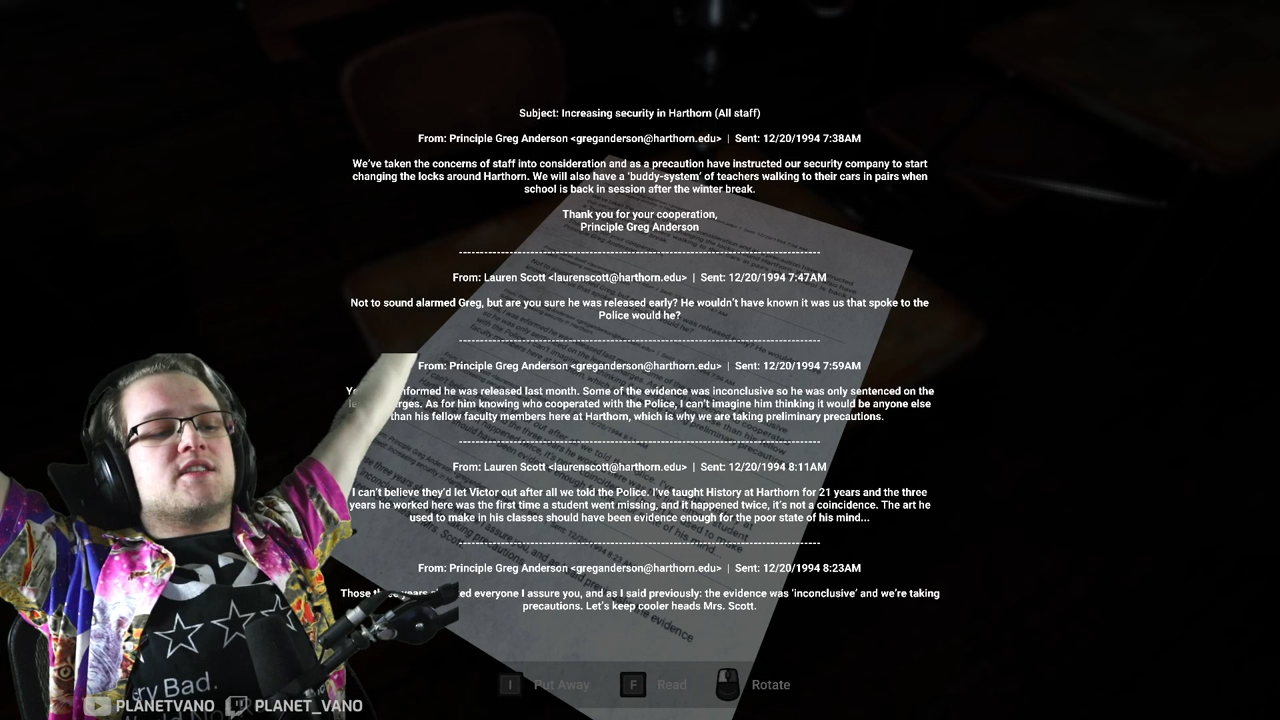 Subject: Increasing security in Harthorn (All staff)
From: Principle Greg Anderson <greganderson@harthorn.edu> | Sent: 12/20/1994 7:38AM
We've taken the concerns of staff into consideration and as a precaution have instructed our security company to start
changing the locks around Harthorn. We will also have a 'buddy-system' of teachers walking to their cars in pairs when
school is back in session after the winter break.
Thank you for your cooperation,
Principle Greg Anderson
From: Lauren Scott <laurenscott@harthorn.edu> | Sent: 12/20/1994 7:47AM
Not to sound alarmed Greg, but are you sure he was released early? He wouldn't have known it was us that spoke to the
Police would he?
From: Principle Greg Anderson <greganderson@harthorn.edu> | Sent: 12/20/1994 7:59AM
informed he was released last month. Some of the evidence was inconclusive so he was only sentenced on the
As for him knowing who cooperated with the Police, I can't imagine him thinking it would be anyone else
than his fellow faculty members here at Harthorn, which is why we are taking preliminary precautions.
From: Lauren Scott <laurenscott@harthorn.edu> | Sent: 12/20/1994 8:11AM
I can't believe they'd let Victor out after all we told the Police. I've taught History at Harthorn for 21 years and the three
years he worked here was the first time a student went missing, and it happened twice, it's not a coincidence. The art he
used to make in his classes should have been evidence enough for the poor state of his mind...
From: Principle Greg Anderson <greganderson@harthorn.edu> | Sent: 12/20/1994 8:23AM
Those years everyone I assure you, and as I said previously: the evidence was 'inconclusive' and we're taking
precautions. Let's keep cooler heads Mrs. Scott.
I Put Away F Read Rotate
Bad.
PLANETVANO PLANET_VANO